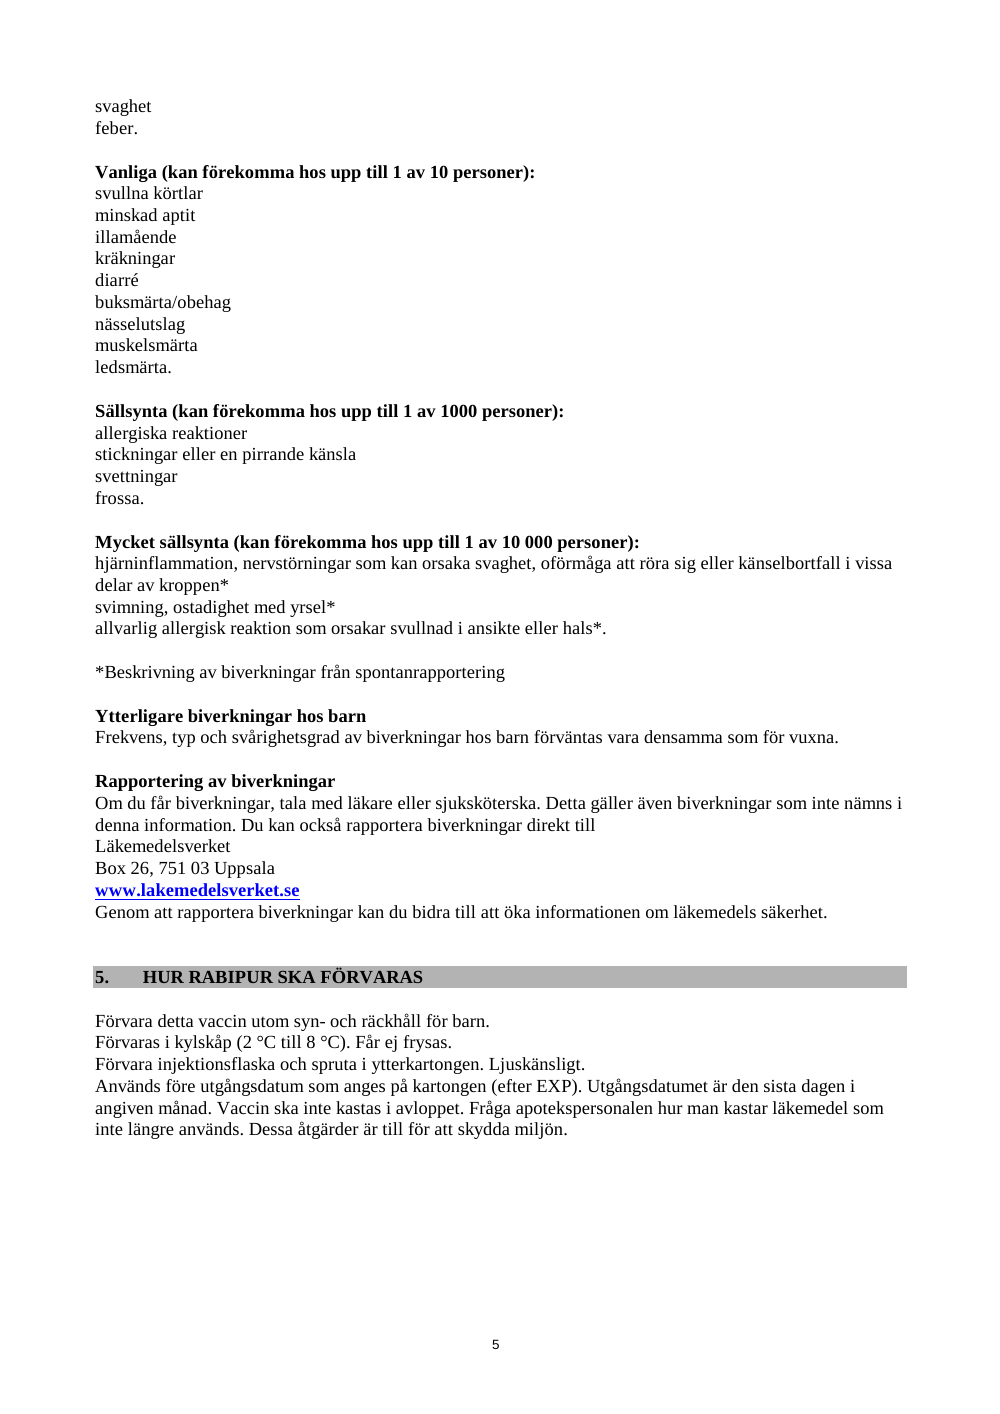 svaghet
feber.
Vanliga (kan förekomma hos upp till 1 av 10 personer):
svullna körtlar
minskad aptit
illamående
kräkningar
diarré
buksmärta/obehag
nässelutslag
muskelsmärta
ledsmärta.
Sällsynta (kan förekomma hos upp till 1 av 1000 personer):
allergiska reaktioner
stickningar eller en pirrande känsla
svettningar
frossa.
Mycket sällsynta (kan förekomma hos upp till 1 av 10 000 personer):
hjärninflammation, nervstörningar som kan orsaka svaghet, oförmåga att röra sig eller känselbortfall i vissa
delar av kroppen*
svimning, ostadighet med yrsel*
allvarlig allergisk reaktion som orsakar svullnad i ansikte eller hals*.
*Beskrivning av biverkningar från spontanrapportering
Ytterligare biverkningar hos barn
Frekvens, typ och svårighetsgrad av biverkningar hos barn förväntas vara densamma som för vuxna.
Rapportering av biverkningar
Om du får biverkningar, tala med läkare eller sjuksköterska. Detta gäller även biverkningar som inte nämns i
denna information. Du kan också rapportera biverkningar direkt till
Läkemedelsverket
Box 26, 751 03 Uppsala
www.lakemedelsverket.se
Genom att rapportera biverkningar kan du bidra till att öka informationen om läkemedels säkerhet.
5. HUR RABIPUR SKA FÖRVARAS
Förvara detta vaccin utom syn- och räckhåll för barn.
Förvaras i kylskåp (2 °C till 8 °C). Får ej frysas.
Förvara injektionsflaska och spruta i ytterkartongen. Ljuskänsligt.
Används före utgångsdatum som anges på kartongen (efter EXP). Utgångsdatumet är den sista dagen i
angiven månad. Vaccin ska inte kastas i avloppet. Fråga apotekspersonalen hur man kastar läkemedel som
inte längre används. Dessa åtgärder är till för att skydda miljön.
5